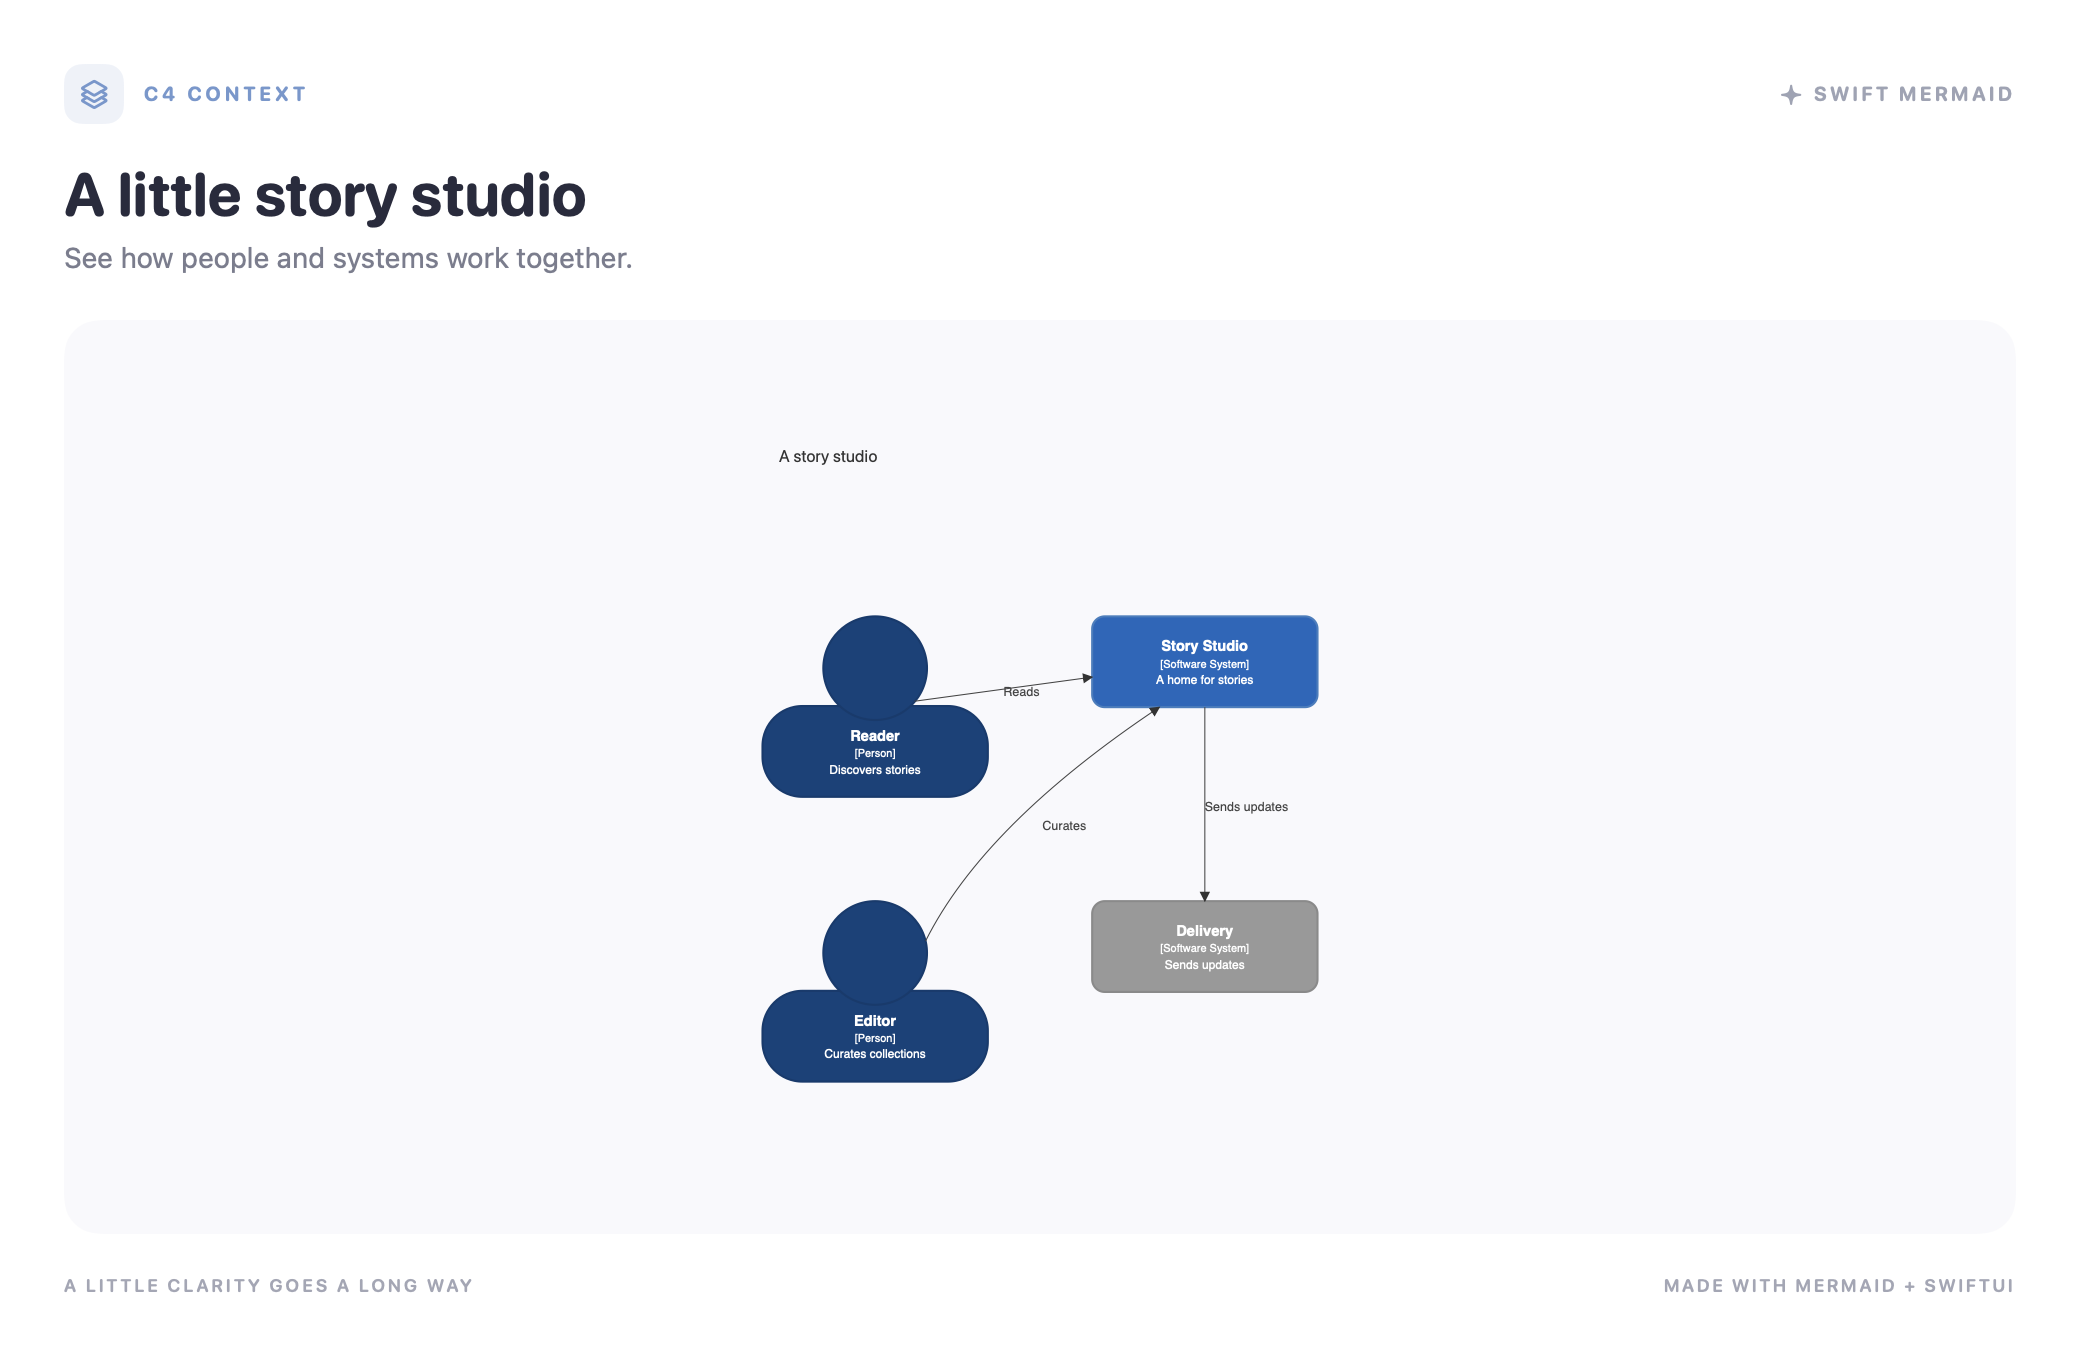 C4 CONTEXT
SWIFT MERMAID
A little story studio
See how people and systems work together.
A story studio
Story Studio
[Software System]
A home for stories
Reads
Reader
[Person]
Discovers stories
Sends updates
Curates
Delivery
[Software System]
Sends updates
Editor
[Person]
Curates collections
A LITTLE CLARITY GOES A LONG WAY
MADE WITH MERMAID + SWIFTUI